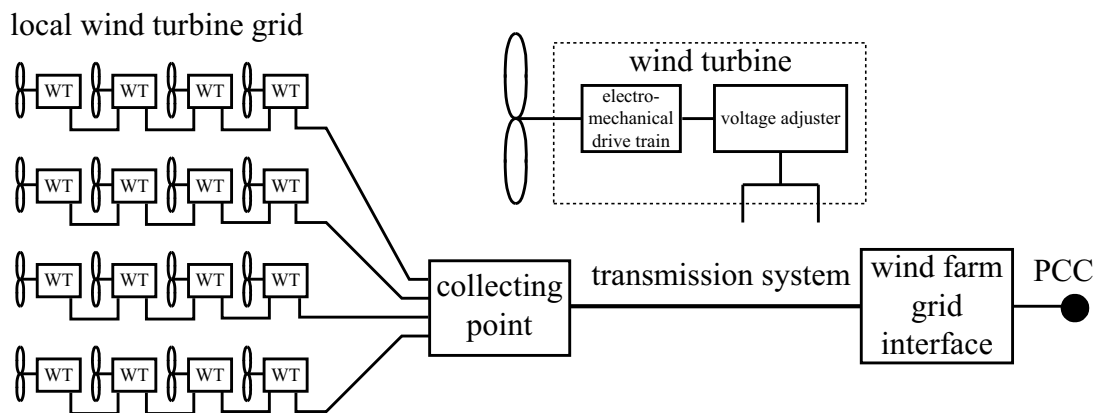 local wind turbine grid
WT WT WT WT
WT WT WT WT
WT WT WT WT
WT WT WT WT
wind turbine
electro-
mechanical
drive train
voltage adjuster
collecting
point
transmission system
wind farm
grid
interface
PCC